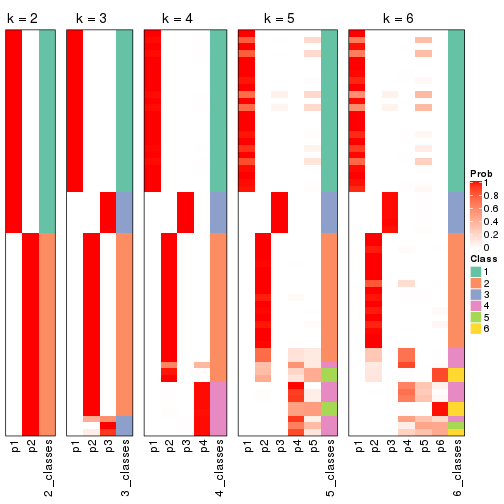 k = 2
k = 3
k = 4
k = 5
k = 6
p1
p2
2_classes
p1
p2
p3
3_classes
p1
p2
p3
p4
4_classes
p1
p2
p3
p4
p5
5_classes
p1
p2
p3
p4
p5
p6
6_classes
Prob
1
0.8
0.6
0.4
0.2
0
Class
1
2
3
4
5
6